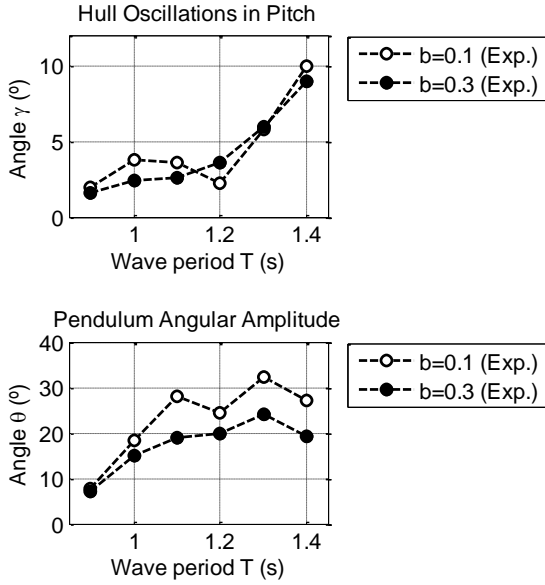 Hull Oscillations in Pitch
10
5
0
Angle γ (º)
1
1.2
1.4
Wave period T (s)
b=0.1 (Exp.)
b=0.3 (Exp.)
Pendulum Angular Amplitude
40
30
20
10
0
Angle θ (º)
1
1.2
1.4
Wave period T (s)
b=0.1 (Exp.)
b=0.3 (Exp.)